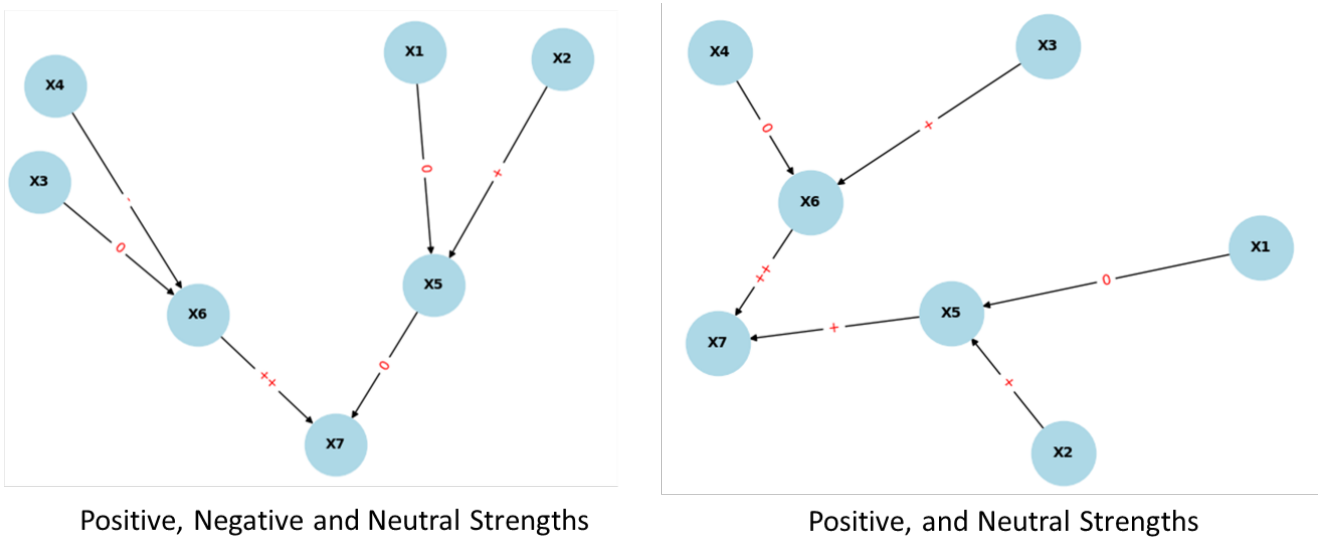 X4
X1
X2
X3
-
0
+
0
X5
X6
++
0
X7
Positive, Negative and Neutral Strengths
X4
X3
0
+
X6
X1
++
0
X5
+
X7
+
X2
Positive, and Neutral Strengths